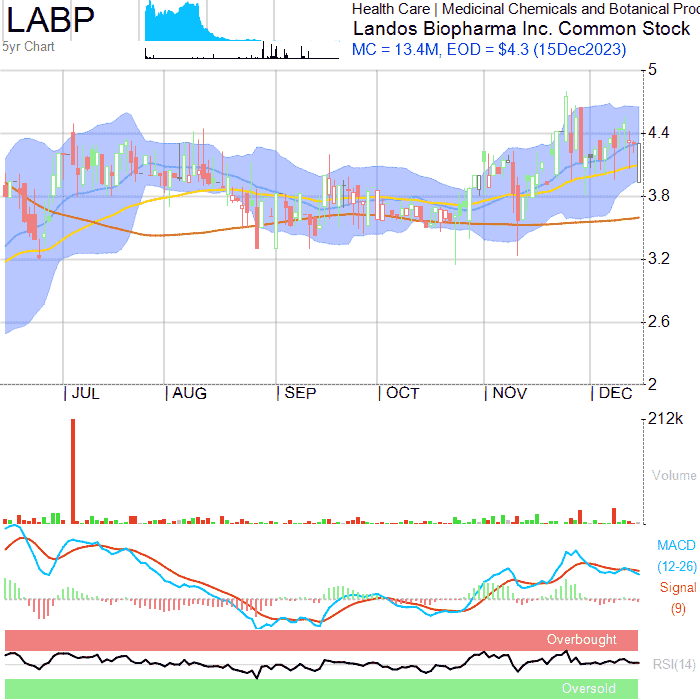 LABP
5yr Chart
Health Care | Medicinal Chemicals and Botanical Proc
Landos Biopharma Inc. Common Stock
MC = 13.4M, EOD = $4.3 (15Dec2023)
5
4.4
3.8
3.2
2.6
2
JUL AUG SEP OCT NOV DEC
212k
Volume
MACD
(12-26)
Signal
(9)
Overbought
RSI(14)
Oversold